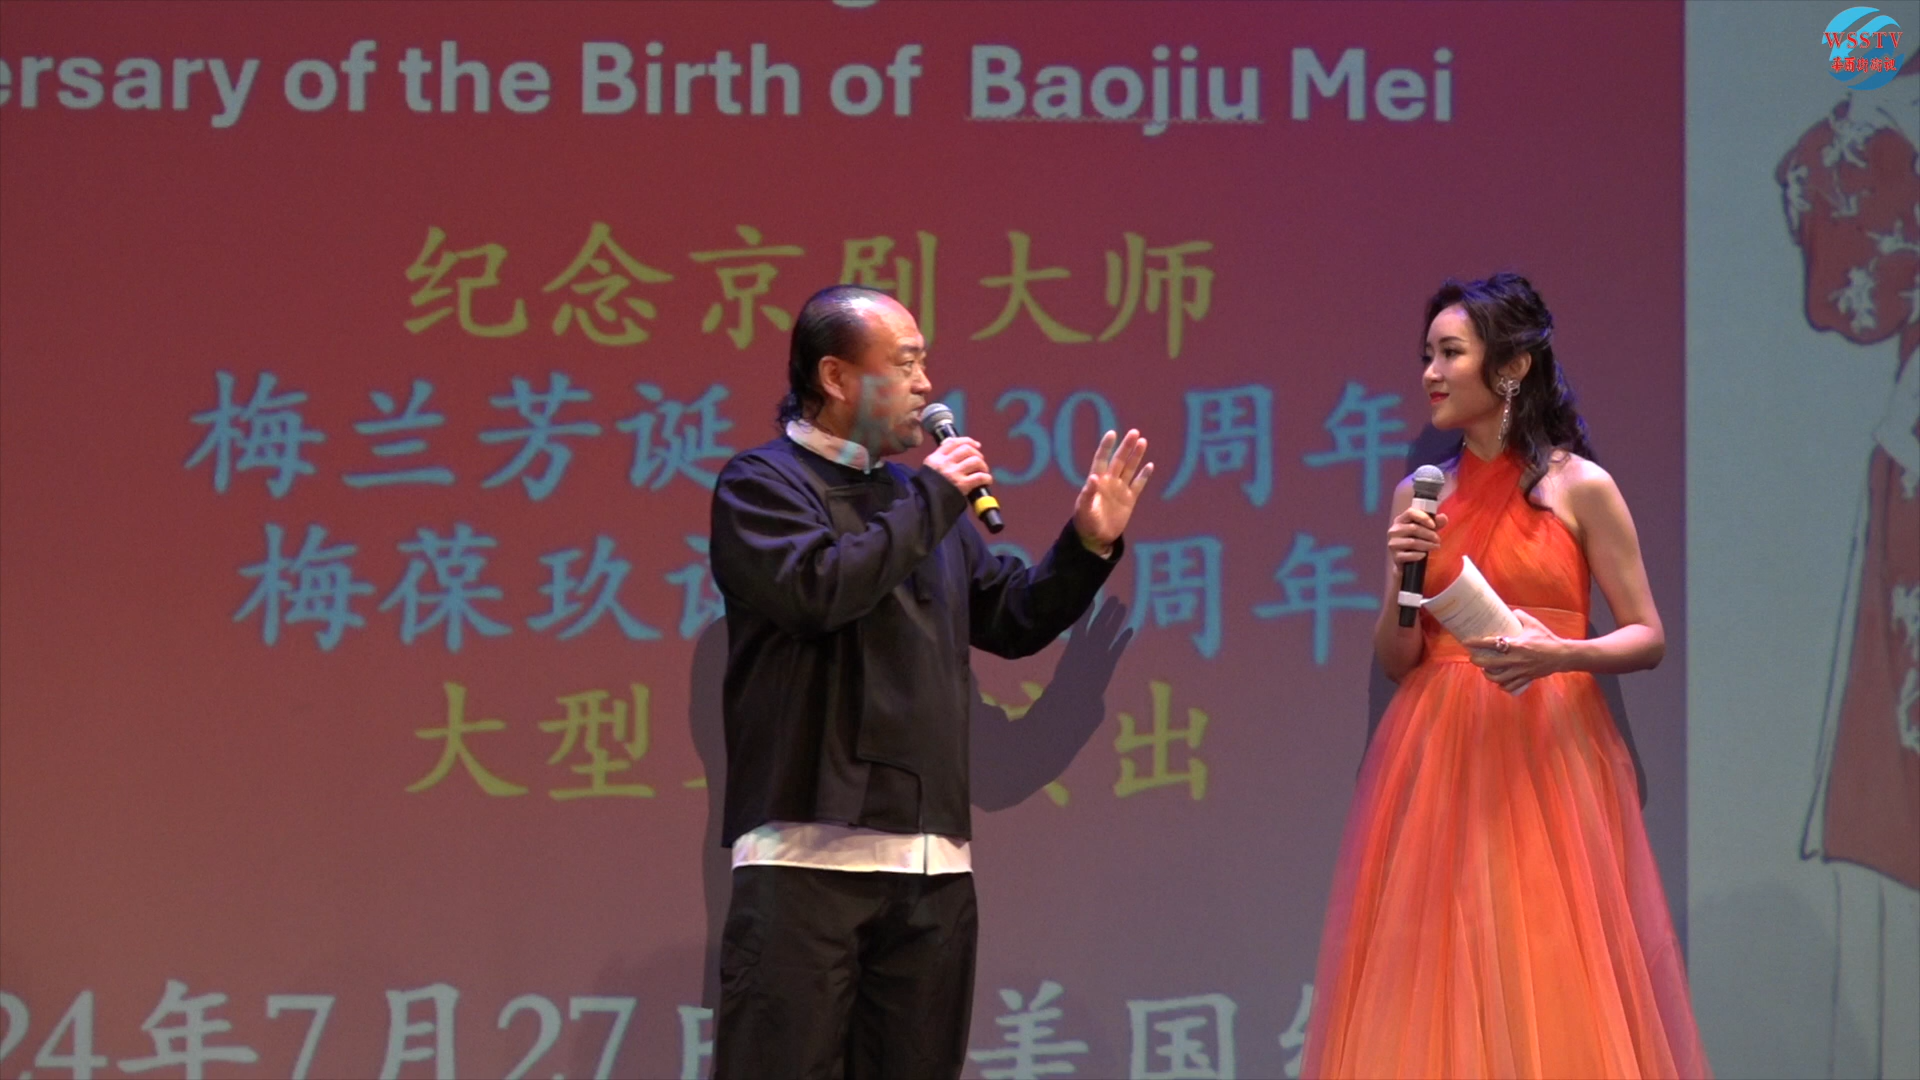 ersary of the Birth of Baojiu Mei
WSSTV
纪念京剧大师
梅兰芳诞 130 周年
梅葆玖 周年
大型 出
24年7月27日 美国